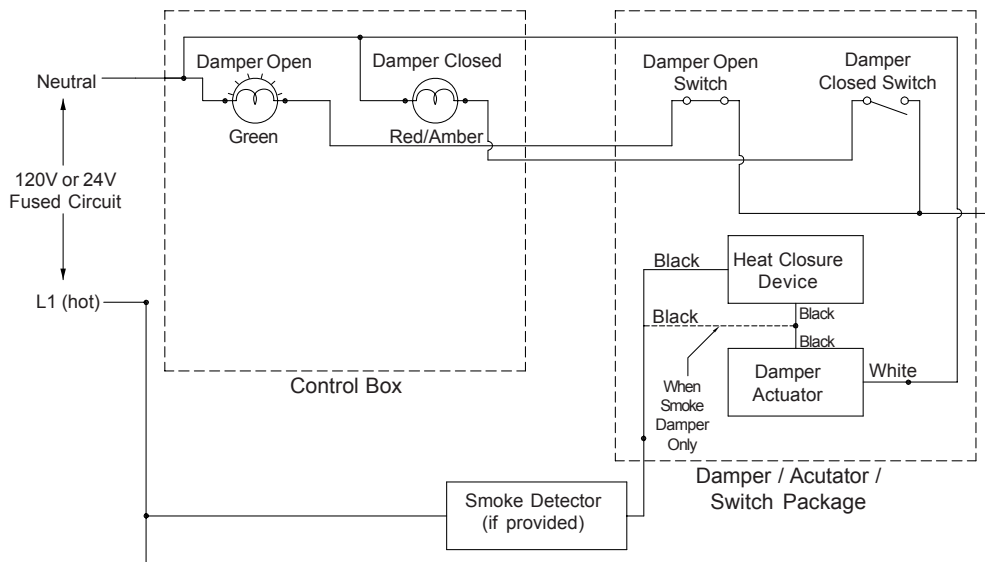 Neutral
120V or 24V
Fused Circuit
L1 (hot)
Damper Open
Green
Damper Closed
Red/Amber
Control Box
Damper Open
Switch
Damper
Closed Switch
Black
Heat Closure
Device
Black
Black
Black
Damper
Actuator
White
When
Smoke
Damper
Only
Damper / Acutator /
Switch Package
Smoke Detector
(if provided)